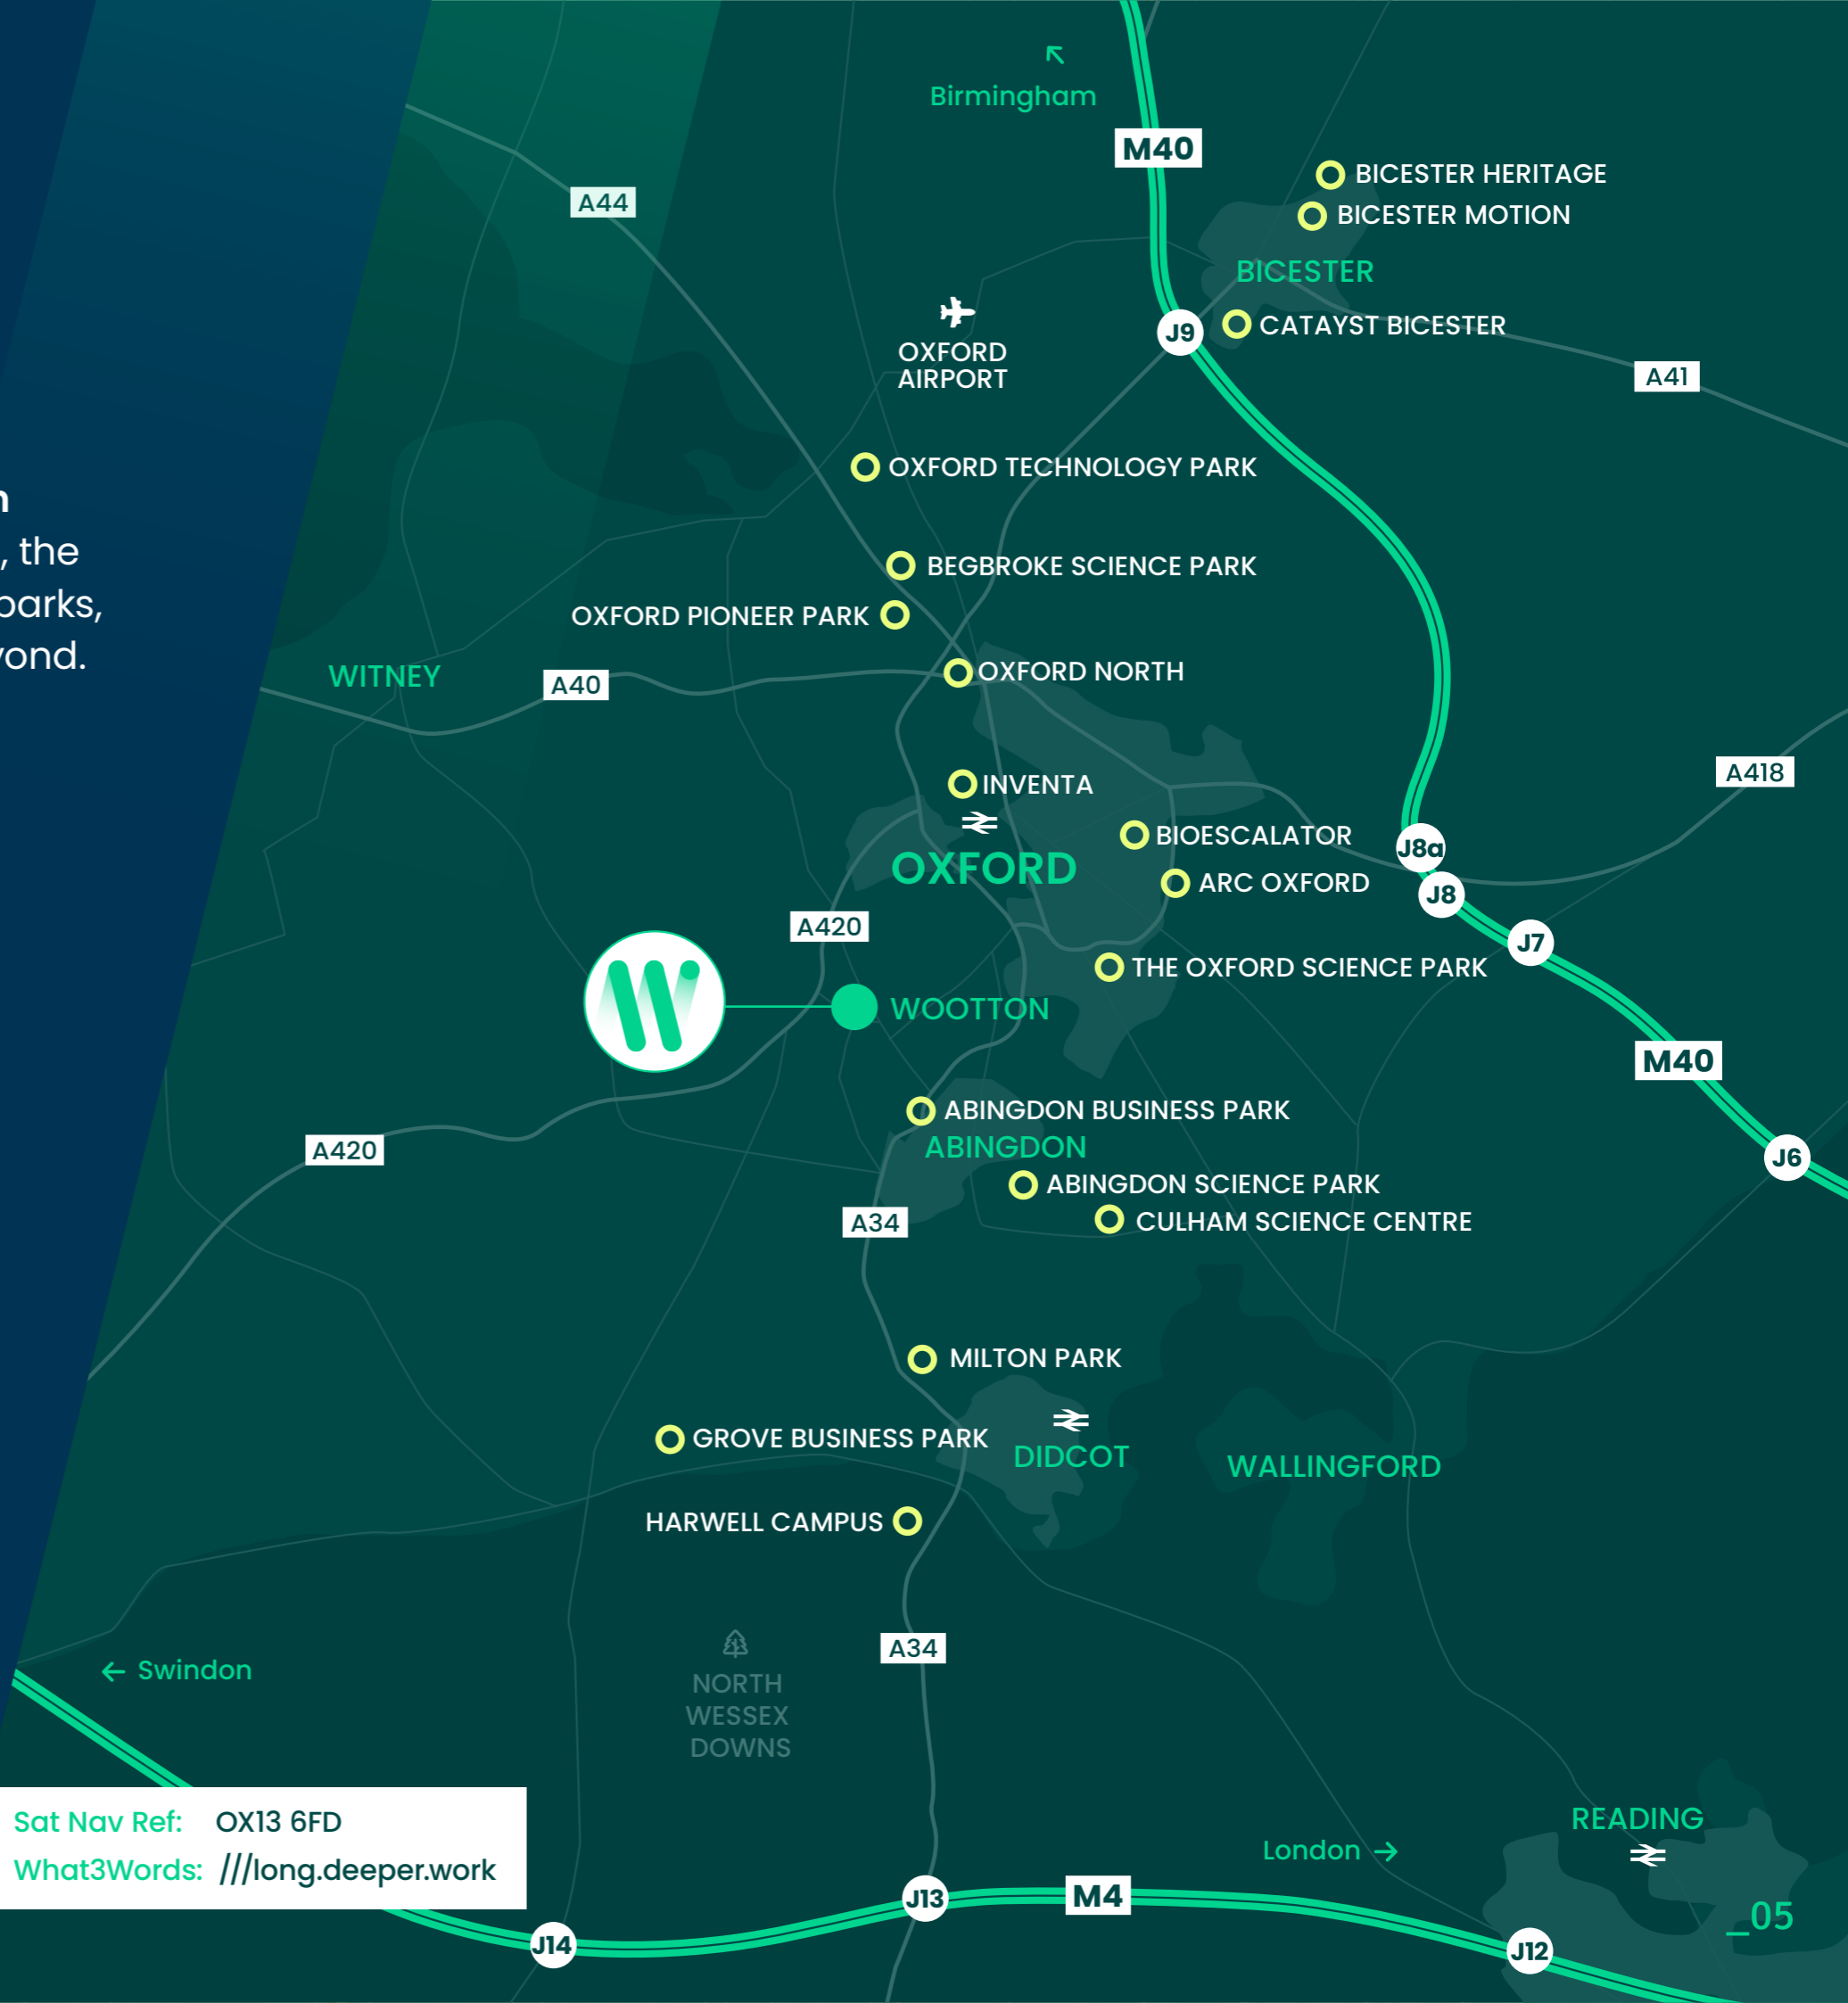 Birmingham
M40
BICESTER HERITAGE
A44
BICESTER MOTION
BICESTER
CATAYST BICESTER
J9
OXFORD
AIRPORT
A41
OXFORD TECHNOLOGY PARK
, the
parks,
yond.
BEGBROKE SCIENCE PARK
OXFORD PIONEER PARK
OXFORD NORTH
WITNEY
A40
A418
INVENTA
BIOESCALATOR
J8a
OXFORD
ARC OXFORD
J8
A420
J7
THE OXFORD SCIENCE PARK
W
WOOTTON
M40
ABINGDON BUSINESS PARK
ABINGDON
A420
J6
ABINGDON SCIENCE PARK
A34
CULHAM SCIENCE CENTRE
MILTON PARK
GROVE BUSINESS PARK
DIDCOT
WALLINGFORD
HARWELL CAMPUS
A34
Swindon
NORTH
WESSEX
DOWNS
Sat Nav Ref: OX13 6FD
What3Words: ///long.deeper.work
READING
London
J13
M4
_05
J14
J12